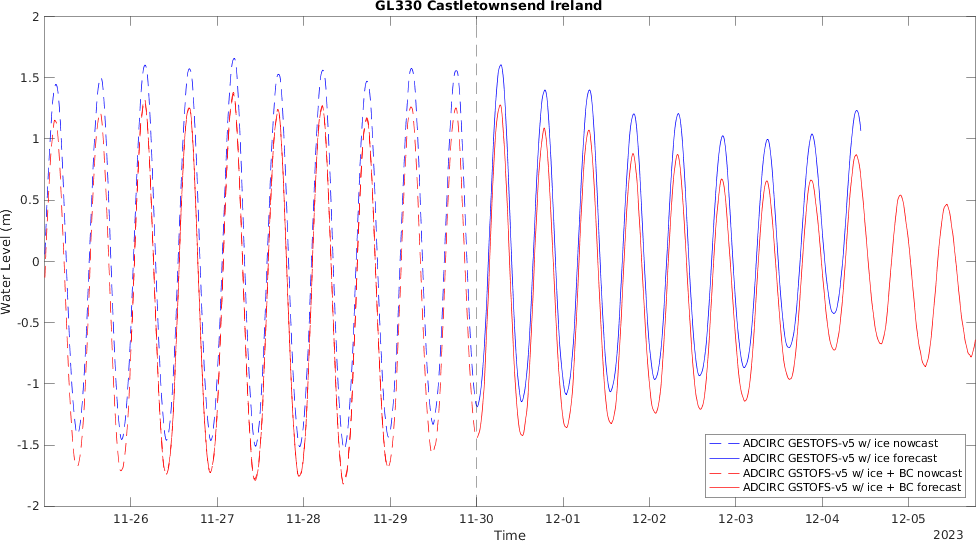 GL330 Castletownsend Ireland
2
1.5
1
0.5
0
-0.5
-1
-1.5
-2
Water Level (m)
11-26
11-27
11-28
11-29
11-30
12-01
12-02
12-03
12-04
12-05
Time
2023
ADCIRC GESTOFS-v5 w/ ice nowcast
ADCIRC GESTOFS-v5 w/ ice forecast
ADCIRC GSTOFS-v5 w/ ice + BC nowcast
ADCIRC GSTOFS-v5 w/ ice + BC forecast